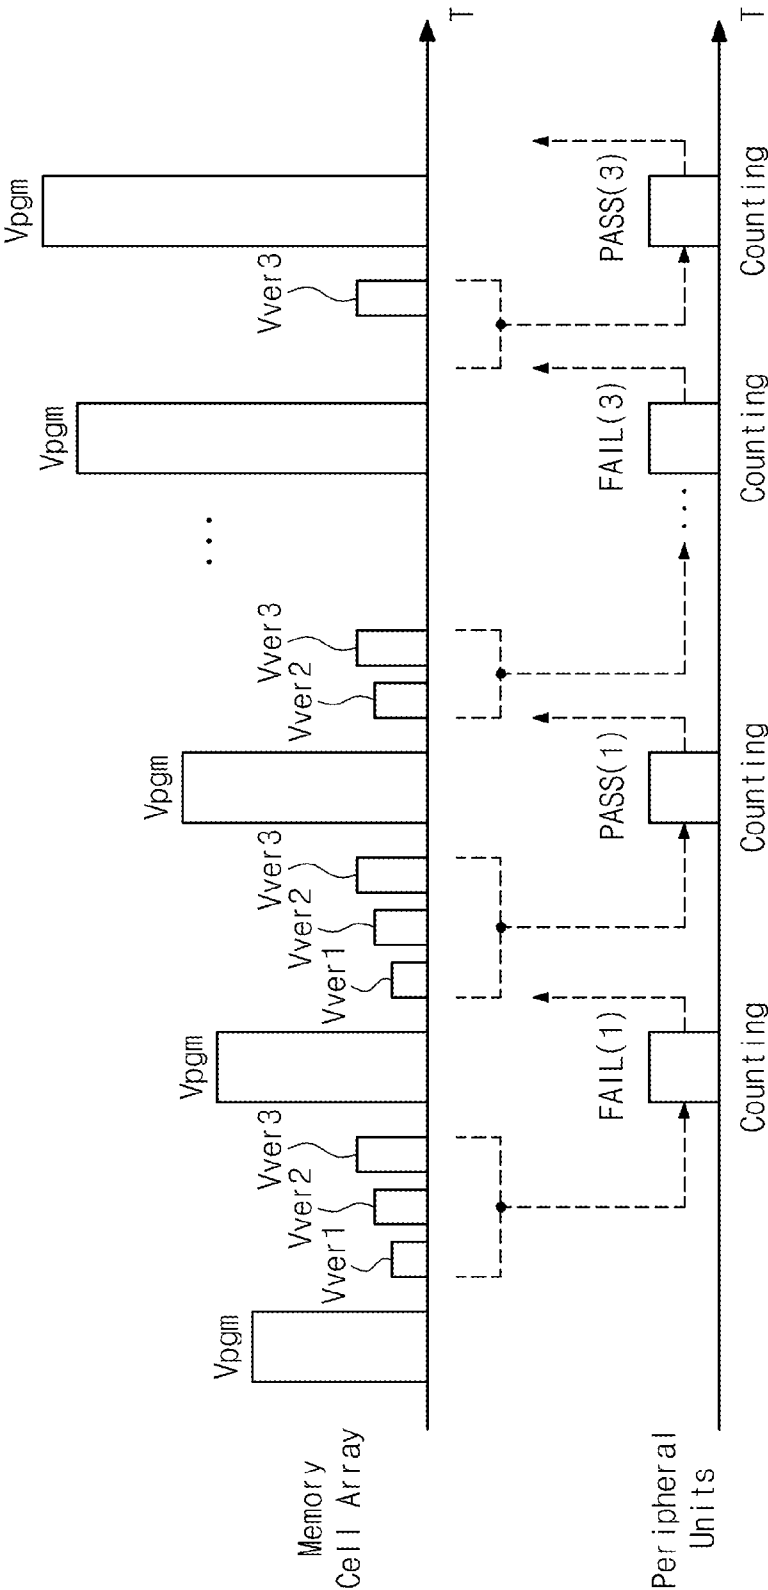 Memory
Cell Array
Vpgm
Vver1
Vver2
Vver3
Vpgm
Vver1
Vver2
Vver3
Vpgm
Vver2
Vver3
...
Vpgm
Vver3
Vpgm
T
Peripheral
Units
FAIL(1)
Counting
PASS(1)
Counting
...
FAIL(3)
Counting
PASS(3)
Counting
T